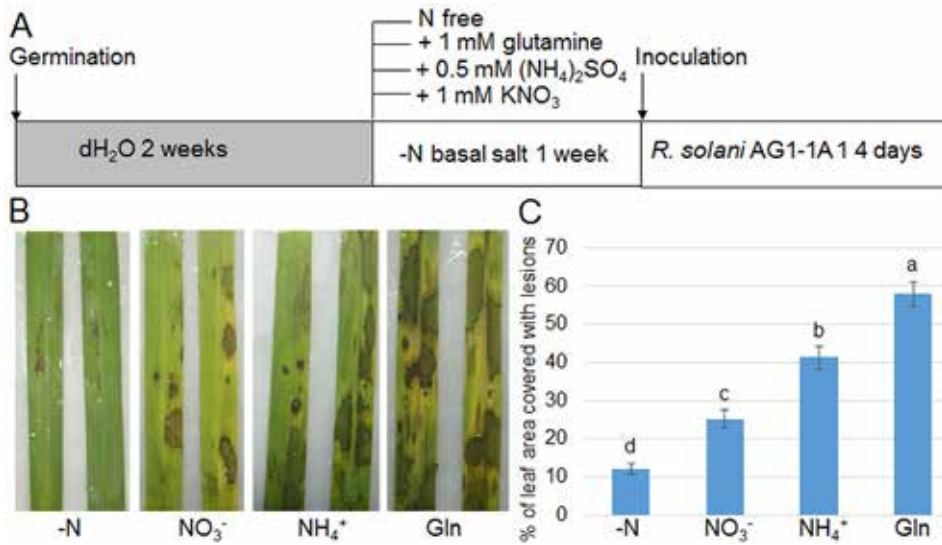 A
N free
+ 1 mM glutamine
Germination
+ 0.5 mM (NH₄)₂SO₄
Inoculation
+ 1 mM KNO₃
dH₂O 2 weeks
-N basal salt 1 week
R. solani AG1-1A 1 4 days
B
-N
NO₃⁻
NH₄⁺
Gln
C
% of leaf area covered with lesions
70
60
50
40
30
20
10
0
d
c
b
a
-N
NO₃⁻
NH₄⁺
Gln